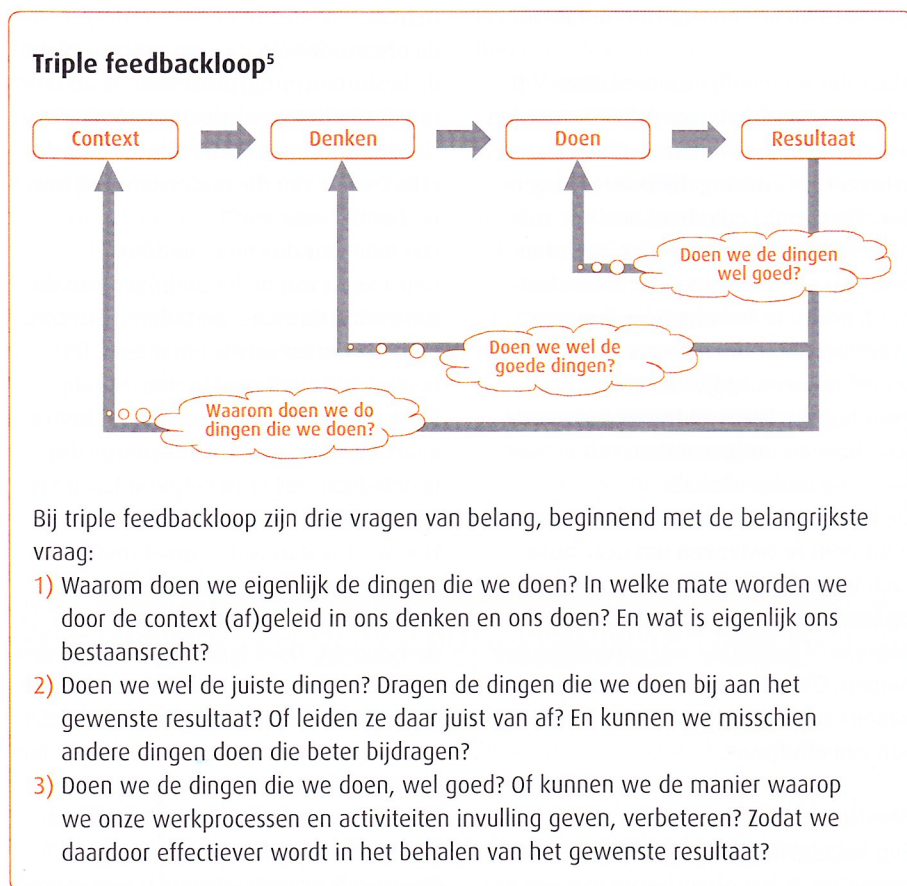 Triple feedbackloop⁵
Context
Denken
Doen
Resultaat
Doen we de dingen
wel goed?
Doen we wel de
goede dingen?
Waarom doen we do
dingen die we doen?
Bij triple feedbackloop zijn drie vragen van belang, beginnend met de belangrijkste
vraag:
1) Waarom doen we eigenlijk de dingen die we doen? In welke mate worden we
door de context (af)geleid in ons denken en ons doen? En wat is eigenlijk ons
bestaansrecht?
2) Doen we wel de juiste dingen? Dragen de dingen die we doen bij aan het
gewenste resultaat? Of leiden ze daar juist van af? En kunnen we misschien
andere dingen doen die beter bijdragen?
3) Doen we de dingen die we doen, wel goed? Of kunnen we de manier waarop
we onze werkprocessen en activiteiten invulling geven, verbeteren? Zodat we
daardoor effectiever wordt in het behalen van het gewenste resultaat?